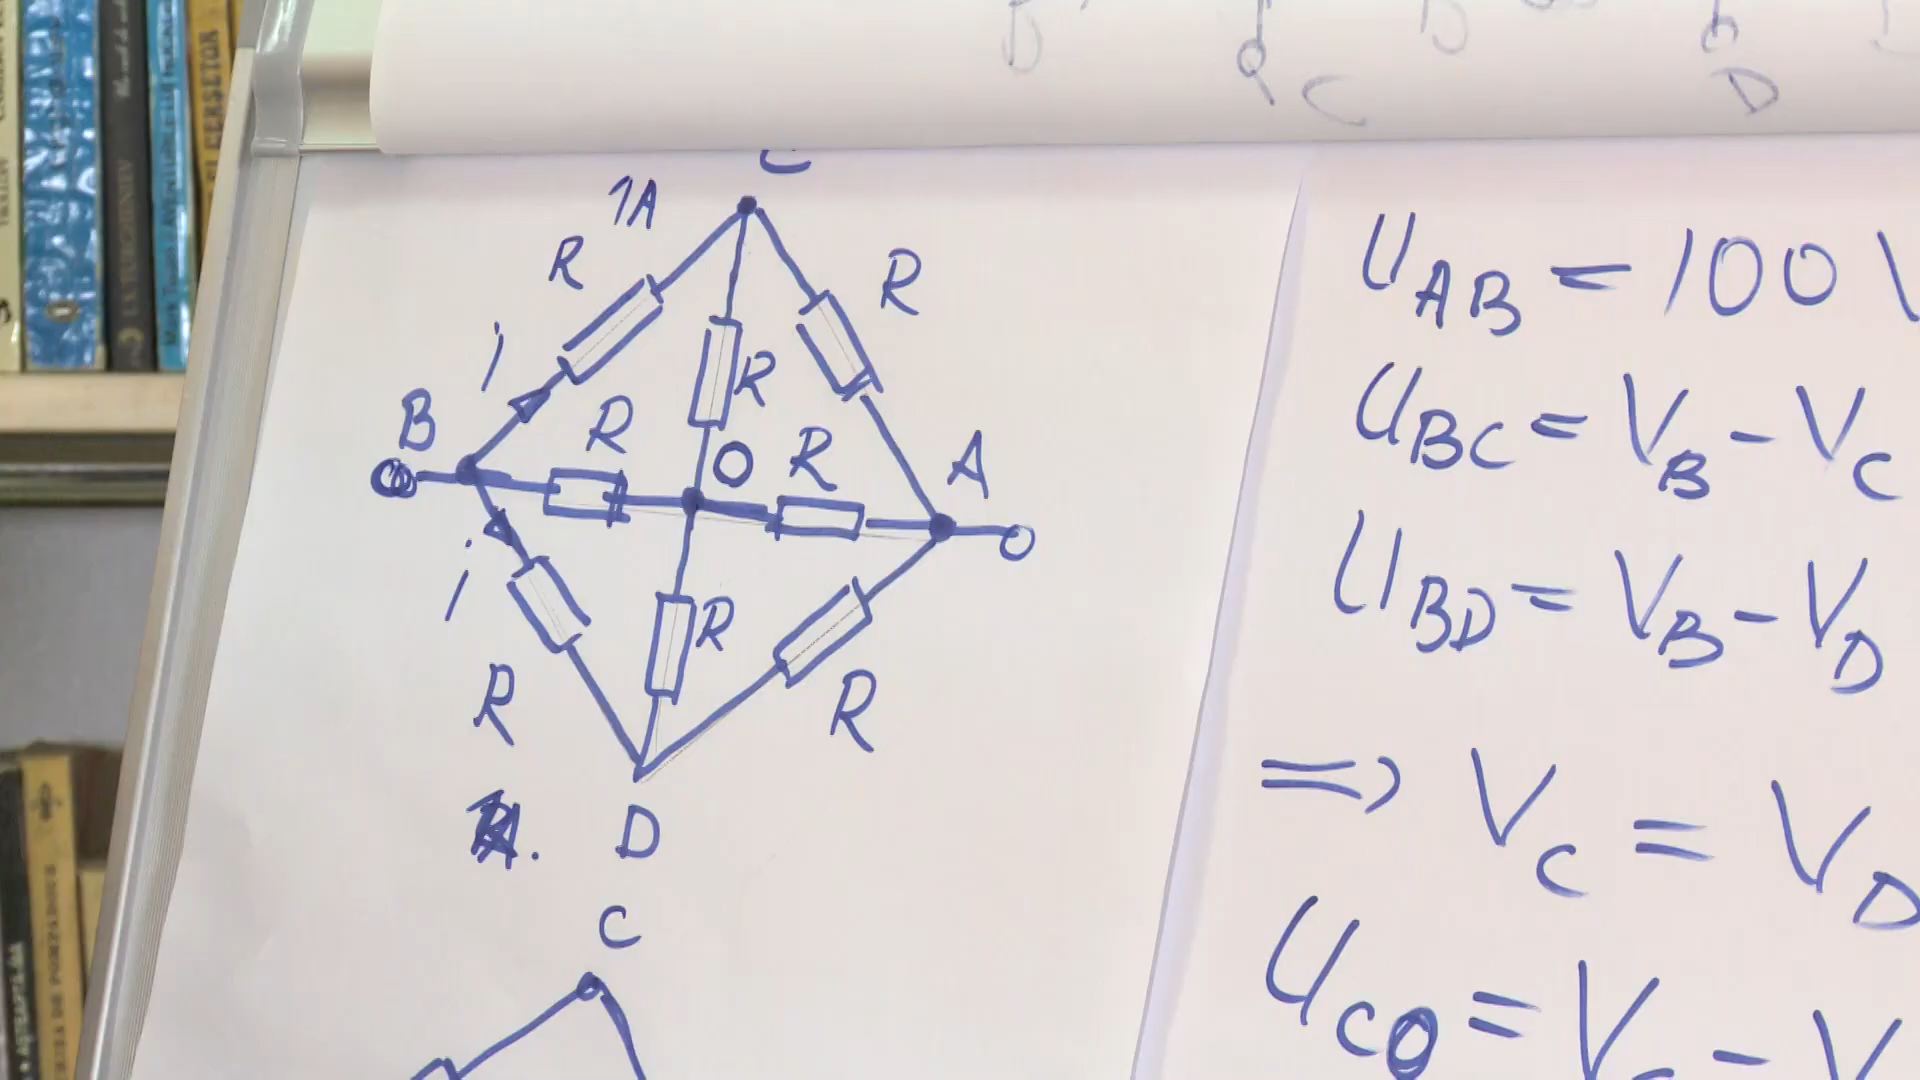 B C B D
C
1A
R
R
i
R
B
R
O
R
A
i
R
R
R
D
C
U_AB = 100 V
U_BC = V_B - V_C
U_BD = V_B - V_D
=> V_C = V_D
U_CO = V_C - V